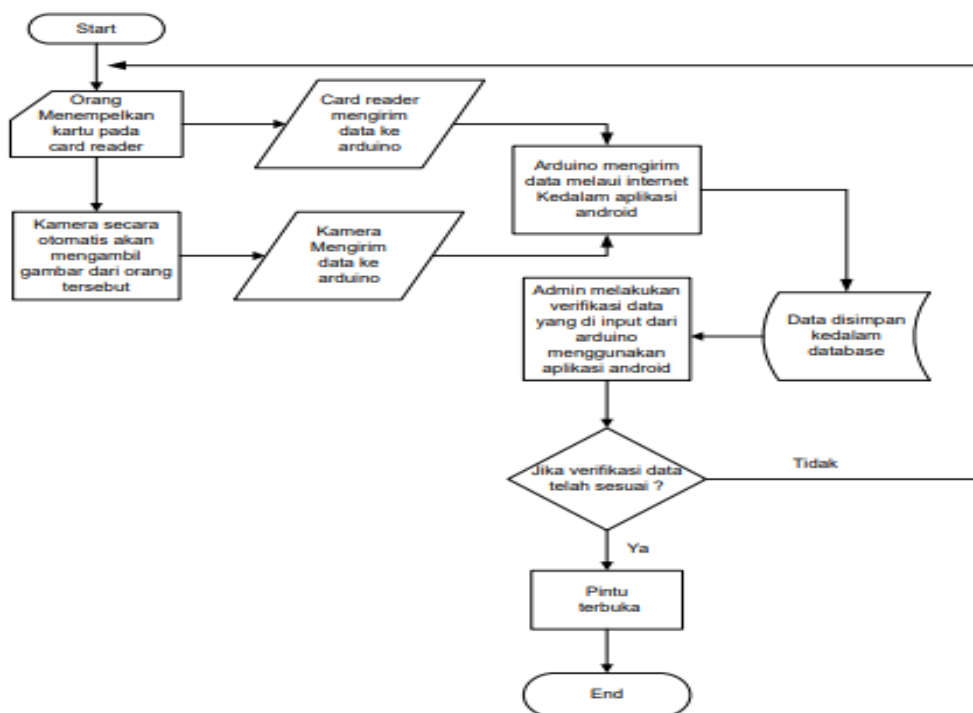 Start
Orang
Menempelkan
kartu pada
card reader
Card reader
mengirim
data ke
arduino
Kamera secara
otomatis akan
mengambil
gambar dari orang
tersebut
Kamera
Mengirim
data ke
arduino
Arduino mengirim
data melaui internet
Kedalam aplikasi
android
Data disimpan
kedalam
database
Admin melakukan
verifikasi data
yang di input dari
arduino
menggunakan
aplikasi android
Jika verifikasi data
telah sesuai ?
Tidak
Ya
Pintu
terbuka
End